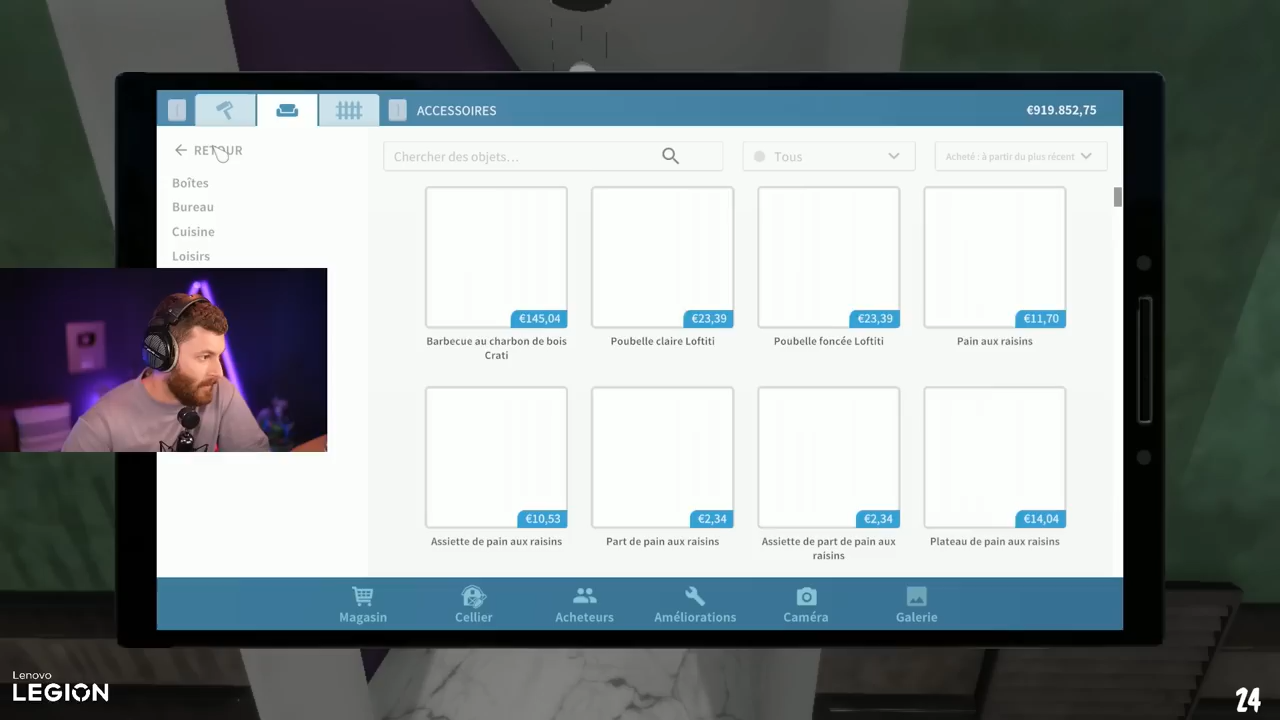 ACCESSOIRES
€919.852,75
RETOUR
Chercher des objets...
Tous
Acheté : à partir du plus récent
Boîtes
Bureau
Cuisine
Loisirs
€145,04
€23,39
€23,39
€11,70
Barbecue au charbon de bois
Crati
Poubelle claire Loftiti
Poubelle foncée Loftiti
Pain aux raisins
€10,53
€2,34
€2,34
€14,04
Assiette de pain aux raisins
Part de pain aux raisins
Assiette de part de pain aux
raisins
Plateau de pain aux raisins
Magasin
Cellier
Acheteurs
Améliorations
Caméra
Galerie
Lenovo
LEGION
24